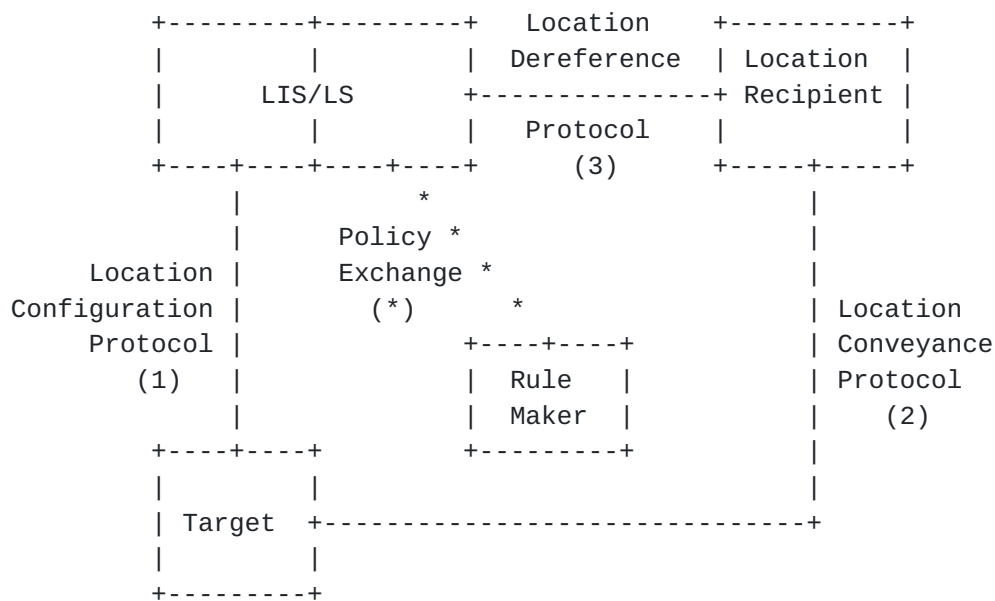 +---------+---------+   Location     +-----------+
|         |         |  Dereference  | Location  |
|      LIS/LS       +---------------+ Recipient |
|         |         |   Protocol    |           |
+----+----+----+----+      (3)      +-----+-----+
     |           *                        |
     |      Policy *                      |
Location |      Exchange *                    |
Configuration |        (*)      *                  | Location
Protocol |              +----+----+           | Conveyance
(1)   |              |  Rule   |           | Protocol
|              |  Maker  |           |    (2)
+----+----+         +---------+           |
|         |                               |
| Target  +-------------------------------+
|         |
+---------+